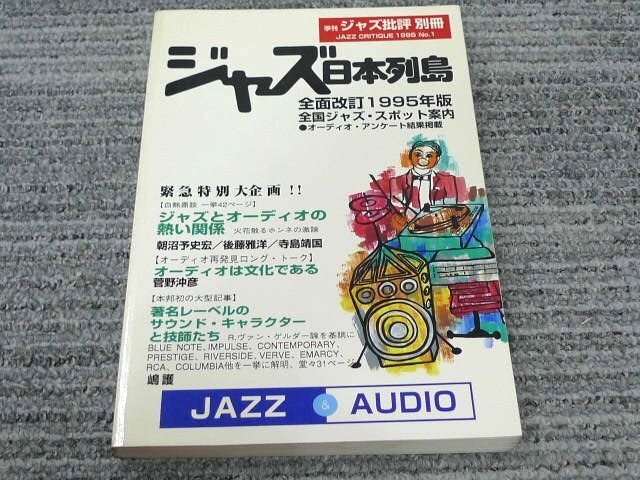 季刊 ジャズ批評 別冊
JAZZ CRITIQUE 1995 No.1
ジャズ日本列島
全面改訂1995年版
全国ジャズ・スポット案内
●オーディオ・アンケート結果掲載
緊急特別大企画!!
【白熱鼎談 一挙42ページ】
ジャズとオーディオの
熱い関係 火花散るホンネの激論
朝沼予史宏/後藤雅洋/寺島靖国
【オーディオ再発見ロング・トーク】
オーディオは文化である
菅野沖彦
【本邦初の大型記事】
著名レーベルの
サウンド・キャラクター
と技師たち R.ヴァン・ゲルダー論を基調に
BLUE NOTE, IMPULSE, CONTEMPORARY,
PRESTIGE, RIVERSIDE, VERVE, EMARCY,
RCA, COLUMBIA他を一挙に解明、堂々31ページ
嶋護
JAZZ & AUDIO